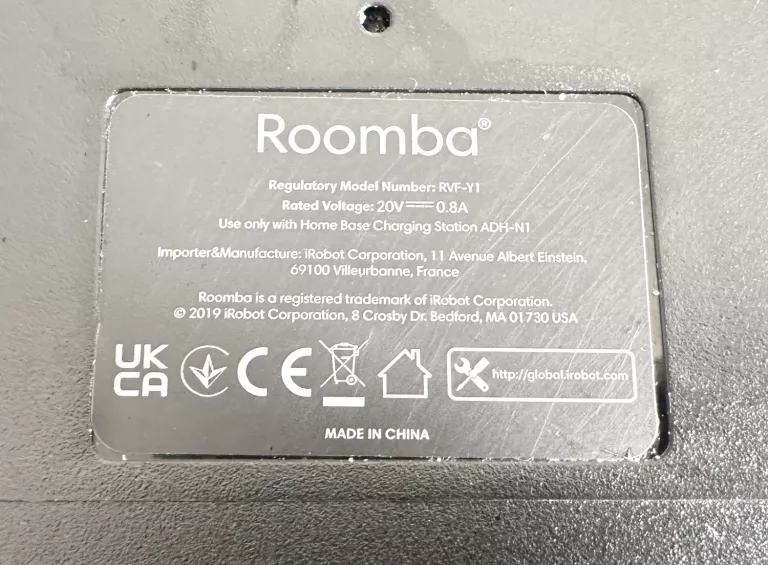 Roomba®
Regulatory Model Number: RVF-Y1
Rated Voltage: 20V⎓0.8A
Use only with Home Base Charging Station ADH-N1
Importer&Manufacture: iRobot Corporation, 11 Avenue Albert Einstein,
69100 Villeurbanne, France
Roomba is a registered trademark of iRobot Corporation.
© 2019 iRobot Corporation, 8 Crosby Dr. Bedford, MA 01730 USA
UK
CA
CE
http://global.irobot.com
MADE IN CHINA